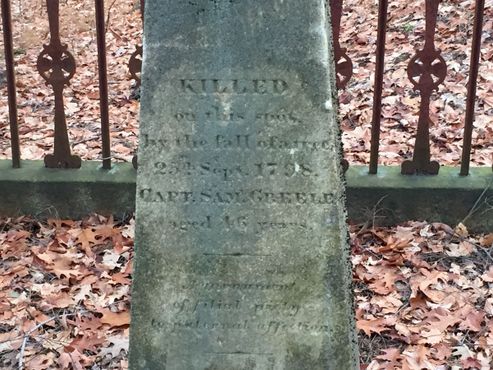 KILLED
on this spot,
by the fall of a tree,
25th Sept. 1798.
CAPT. SAM. GREELE,
aged 46 years.
A monument
of filial piety
to paternal affection.